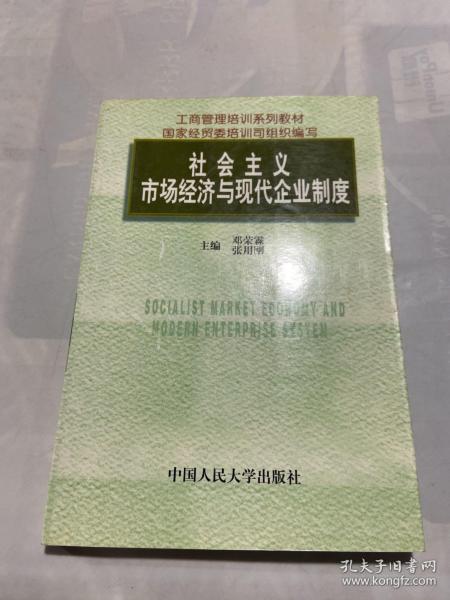 工商管理培训系列教材
国家经贸委培训司组织编写
社会主义
市场经济与现代企业制度
主编 邓荣霖
张用刚
SOCIALIST MARKET ECONOMY AND
MODERN ENTERPRISE SYSTEM
中国人民大学出版社
孔夫子旧书网
www.kongfz.com